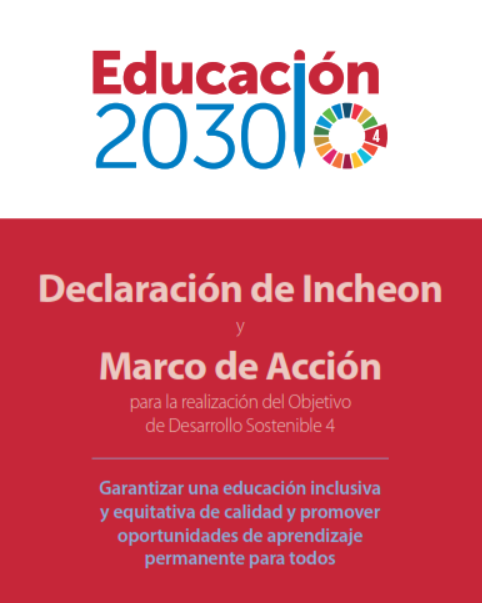 Educación
2030
4
Declaración de Incheon
y
Marco de Acción
para la realización del Objetivo
de Desarrollo Sostenible 4
Garantizar una educación inclusiva
y equitativa de calidad y promover
oportunidades de aprendizaje
permanente para todos